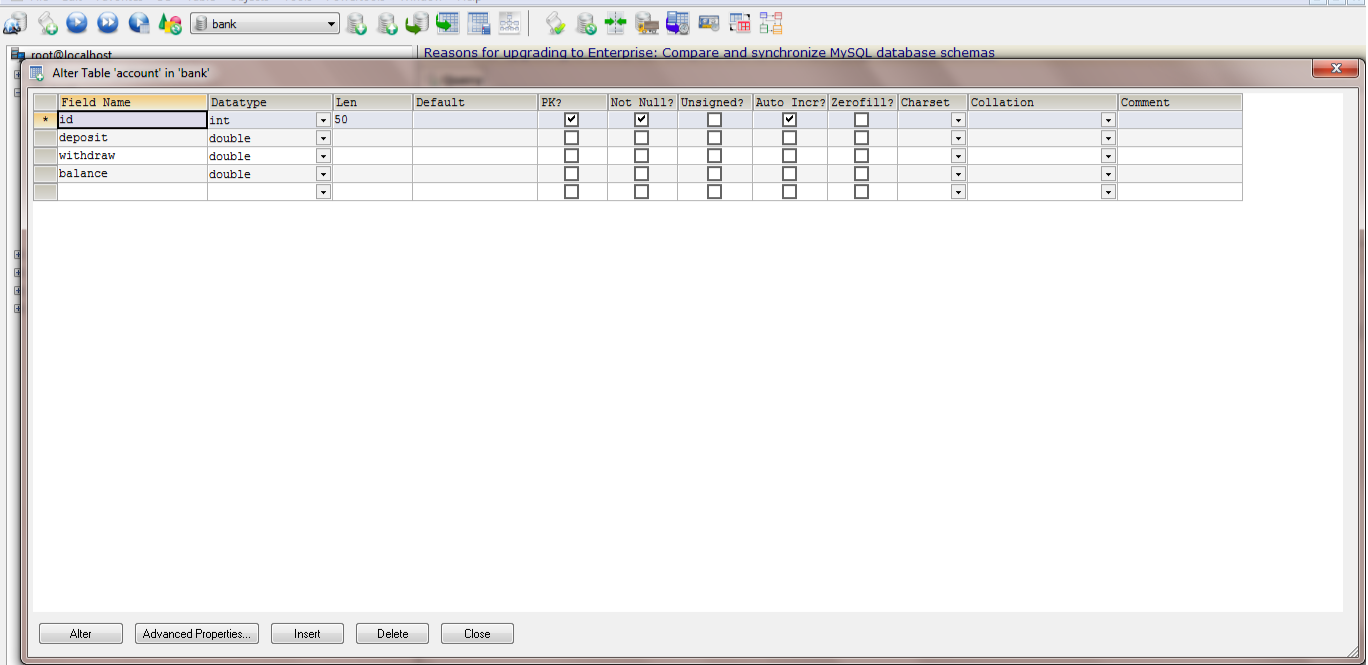 bank
root@localhost
Reasons for upgrading to Enterprise: Compare and synchronize MySQL database schemas
Alter Table 'account' in 'bank'
Field Name Datatype Len Default PK? Not Null? Unsigned? Auto Incr? Zerofill? Charset Collation Comment
* id int 50
deposit double
withdraw double
balance double
Alter Advanced Properties... Insert Delete Close